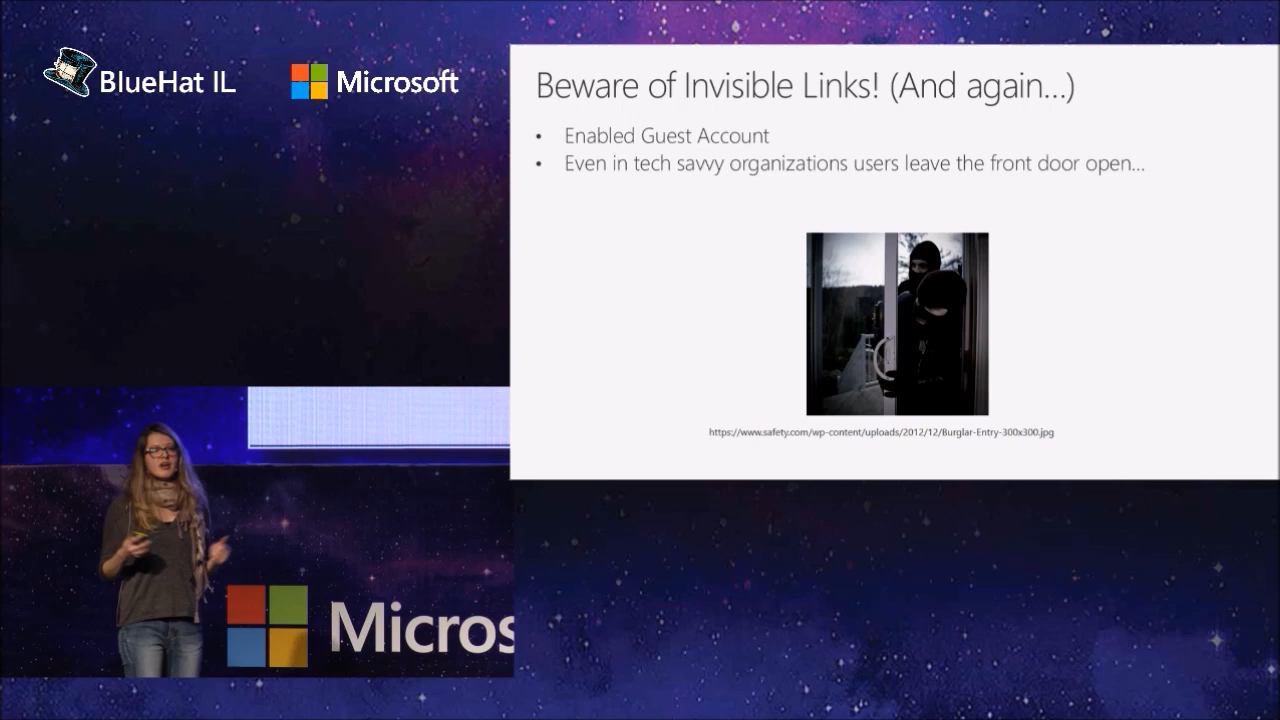 BlueHat IL
Microsoft
Beware of Invisible Links! (And again...)
• Enabled Guest Account
• Even in tech savvy organizations users leave the front door open...
https://www.safety.com/wp-content/uploads/2012/12/Burglar-Entry-300x300.jpg
Micros